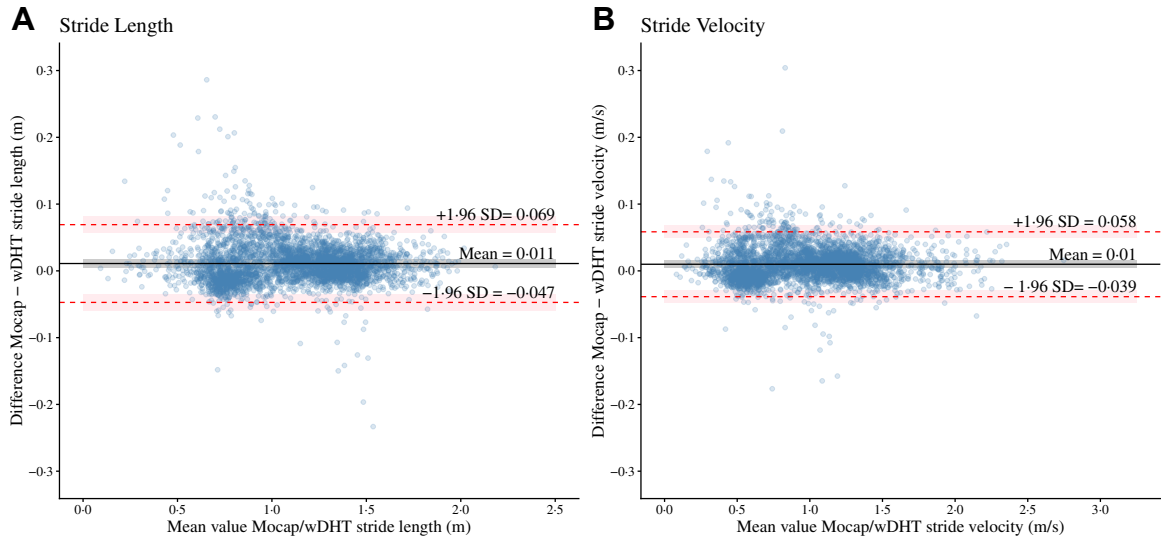 A
Stride Length
Difference Mocap − wDHT stride length (m)
0·3
0·2
0·1
0·0
−0·1
−0·2
−0·3
+1·96 SD= 0·069
Mean = 0·011
−1·96 SD = −0·047
0·0 0·5 1·0 1·5 2·0 2·5
Mean value Mocap/wDHT stride length (m)
B
Stride Velocity
Difference Mocap − wDHT stride velocity (m/s)
0·3
0·2
0·1
0·0
−0·1
−0·2
−0·3
+1·96 SD = 0·058
Mean = 0·01
− 1·96 SD= −0·039
0·0 0·5 1·0 1·5 2·0 2·5 3·0
Mean value Mocap/wDHT stride velocity (m/s)